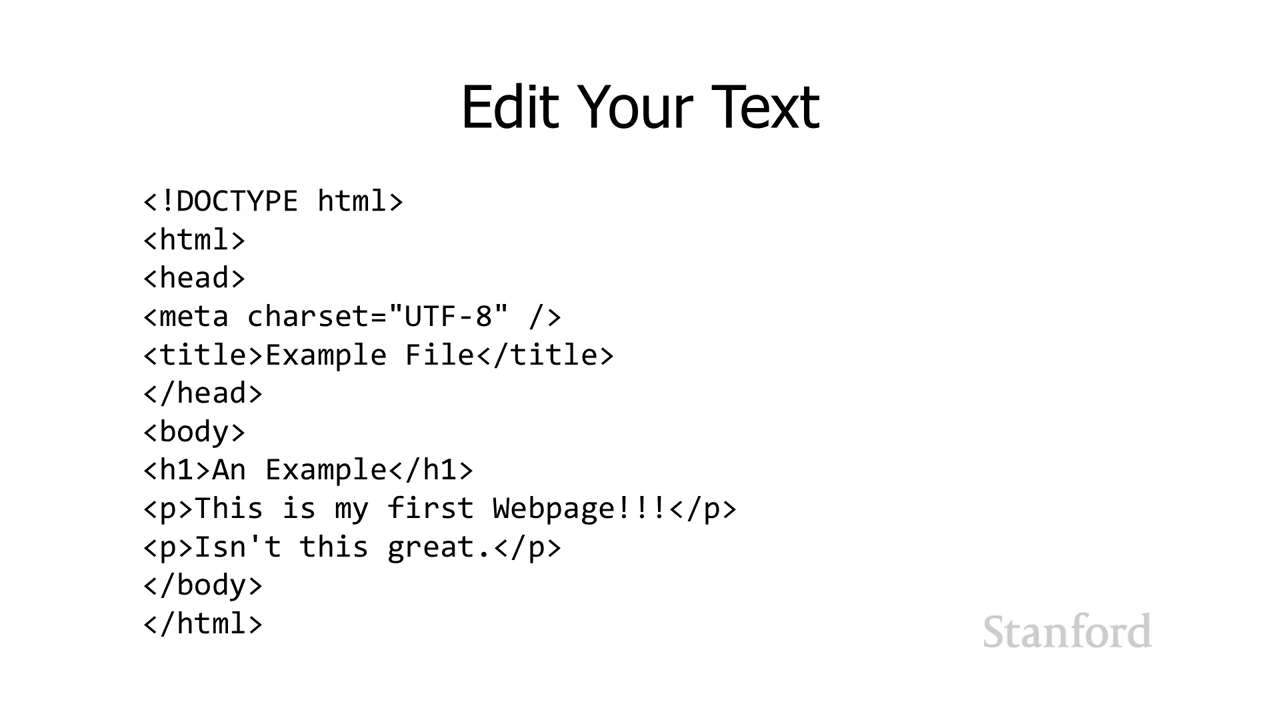 Edit Your Text
<!DOCTYPE html>
<html>
<head>
<meta charset="UTF-8" />
<title>Example File</title>
</head>
<body>
<h1>An Example</h1>
<p>This is my first Webpage!!!</p>
<p>Isn't this great.</p>
</body>
</html>
Stanford